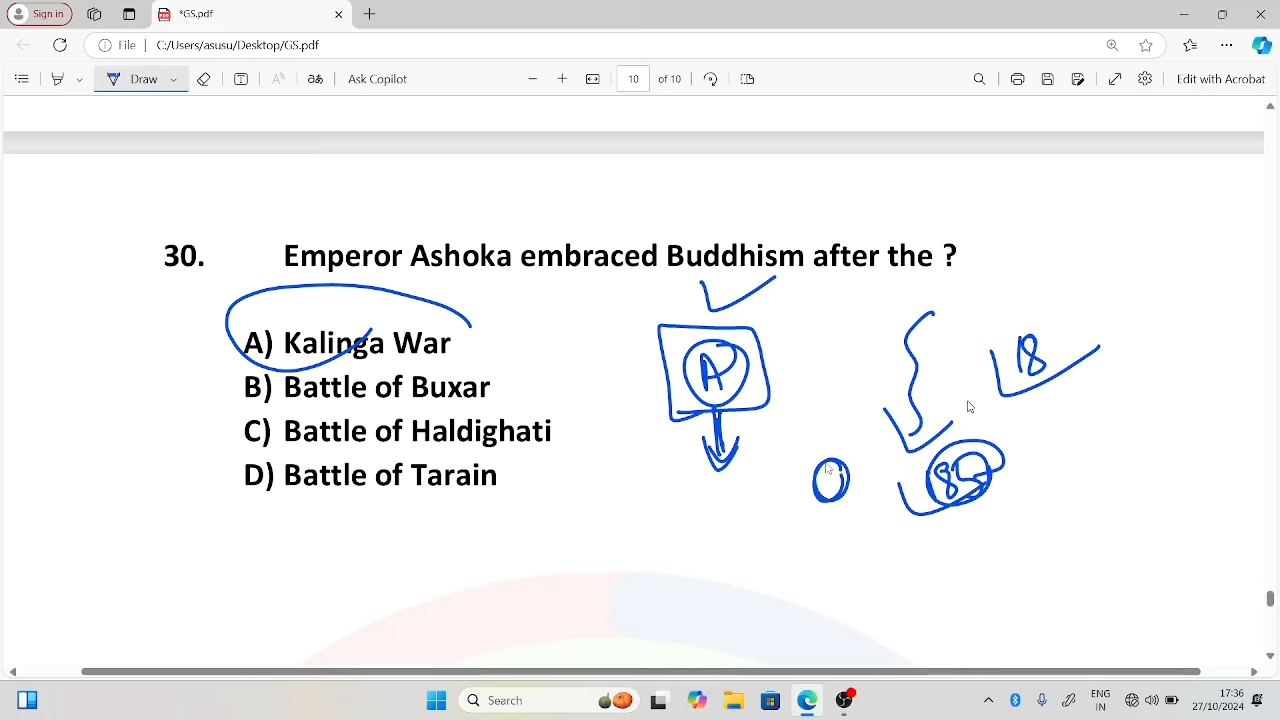 Sign in
*GS.pdf
File C:/Users/asusu/Desktop/GS.pdf
Draw
Ask Copilot
10 of 10
Edit with Acrobat
30. Emperor Ashoka embraced Buddhism after the ?
A) Kalinga War
B) Battle of Buxar
C) Battle of Haldighati
D) Battle of Tarain
A
18
85
Search
ENG
IN
17:36
27/10/2025